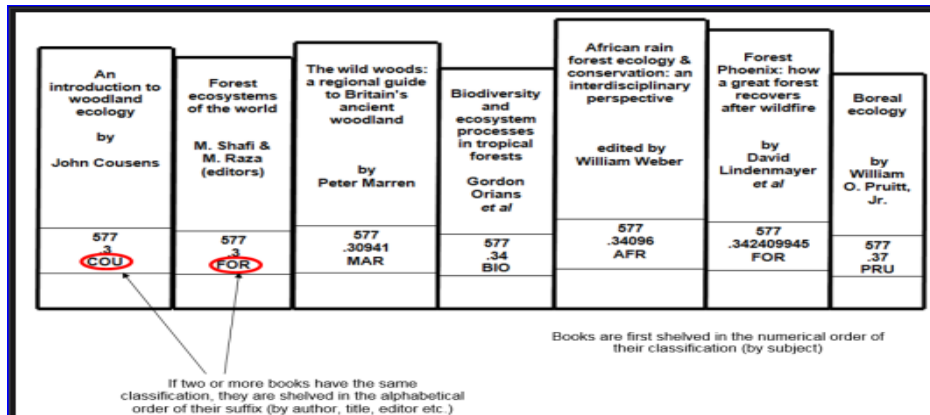 An
introduction to
woodland
ecology
by
John Cousens
577
.3
COU
Forest
ecosystems
of the world
M. Shafi &
M. Raza
(editors)
577
.3
FOR
The wild woods:
a regional guide
to Britain's
ancient
woodland
by
Peter Marren
577
.30941
MAR
Biodiversity
and
ecosystem
processes
in tropical
forests
Gordon
Orians
et al
577
.34
BIO
African rain
forest ecology &
conservation: an
interdisciplinary
perspective
edited by
William Weber
577
.34096
AFR
Forest
Phoenix: how
a great forest
recovers
after wildfire
by
David
Lindenmayer
et al
577
.342409945
FOR
Boreal
ecology
by
William
O. Pruitt,
Jr.
577
.37
PRU
Books are first shelved in the numerical order of
their classification (by subject)
If two or more books have the same
classification, they are shelved in the alphabetical
order of their suffix (by author, title, editor etc.)